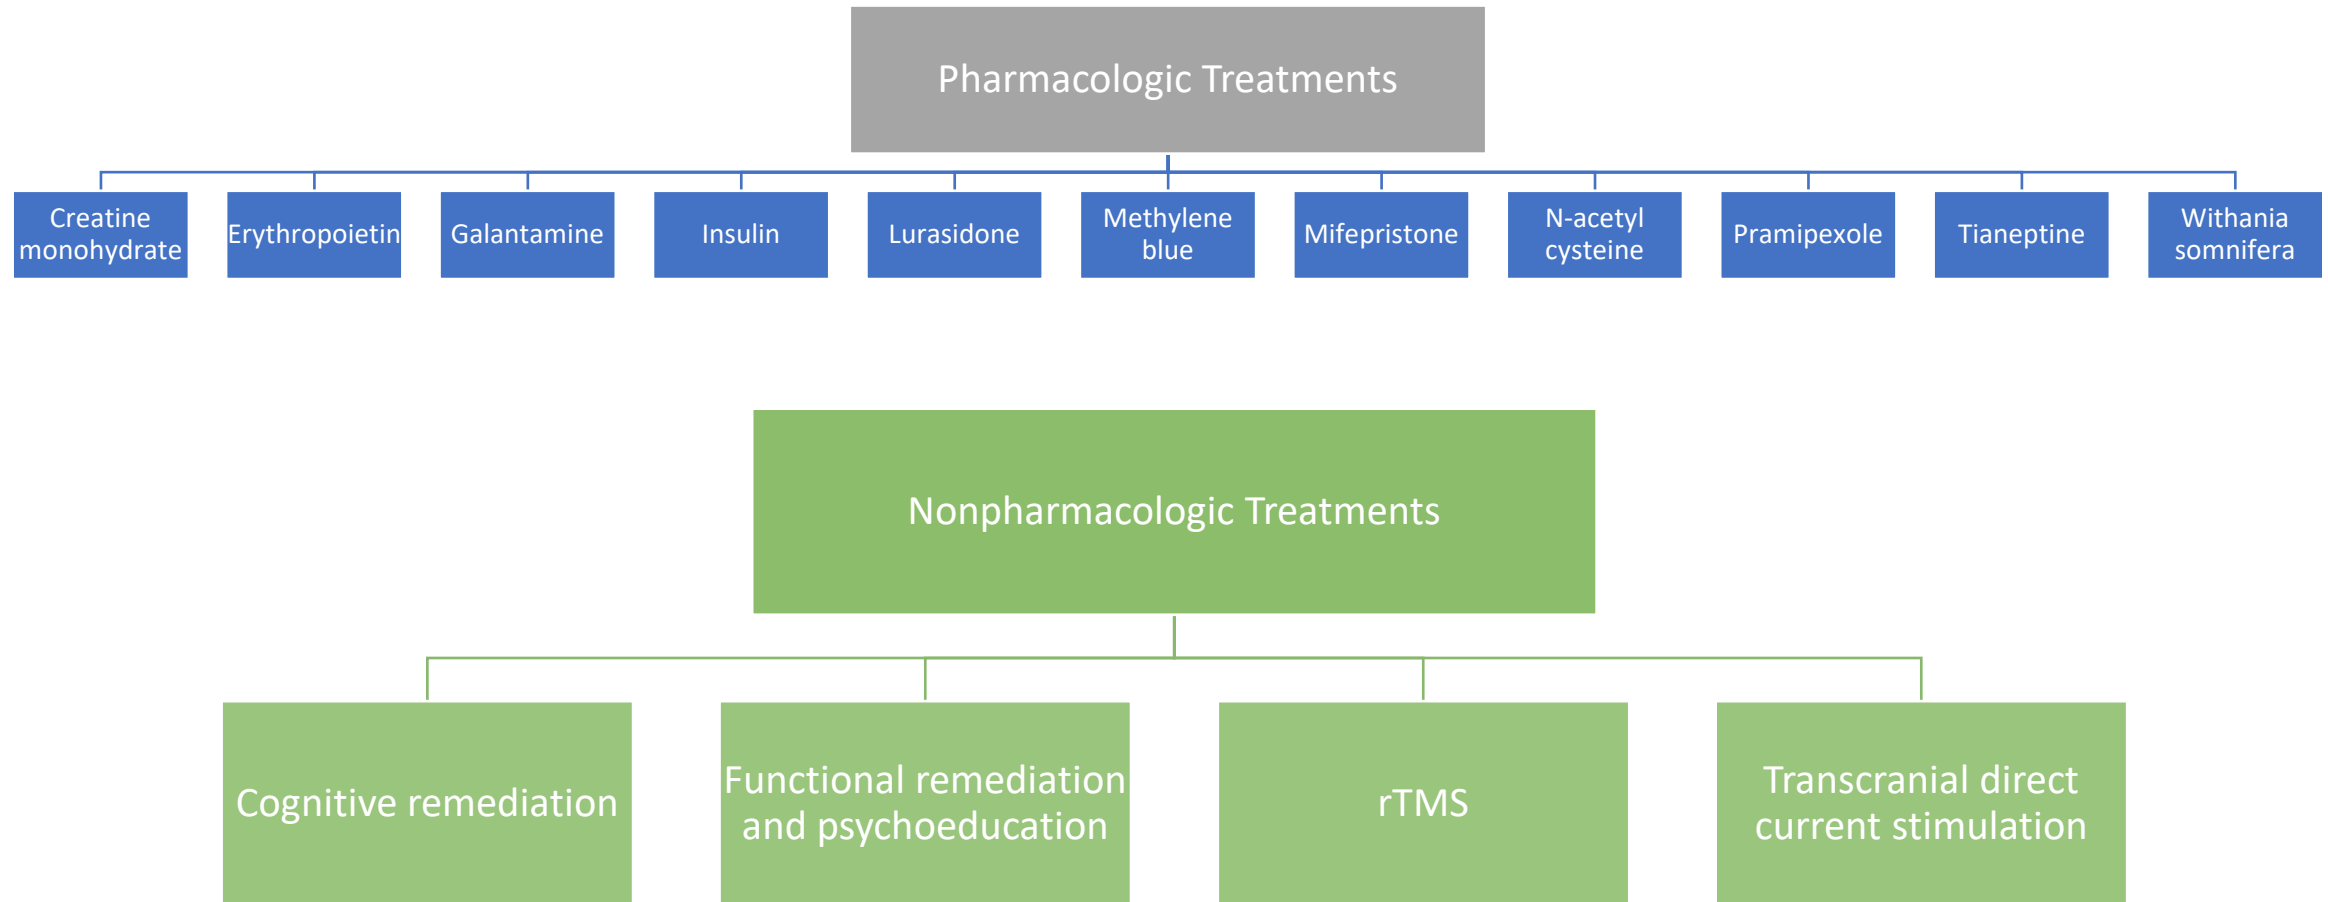 Pharmacologic Treatments
Creatine
monohydrate
Erythropoietin
Galantamine
Insulin
Lurasidone
Methylene
blue
Mifepristone
N-acetyl
cysteine
Pramipexole
Tianeptine
Withania
somnifera
Nonpharmacologic Treatments
Cognitive remediation
Functional remediation
and psychoeducation
rTMS
Transcranial direct
current stimulation